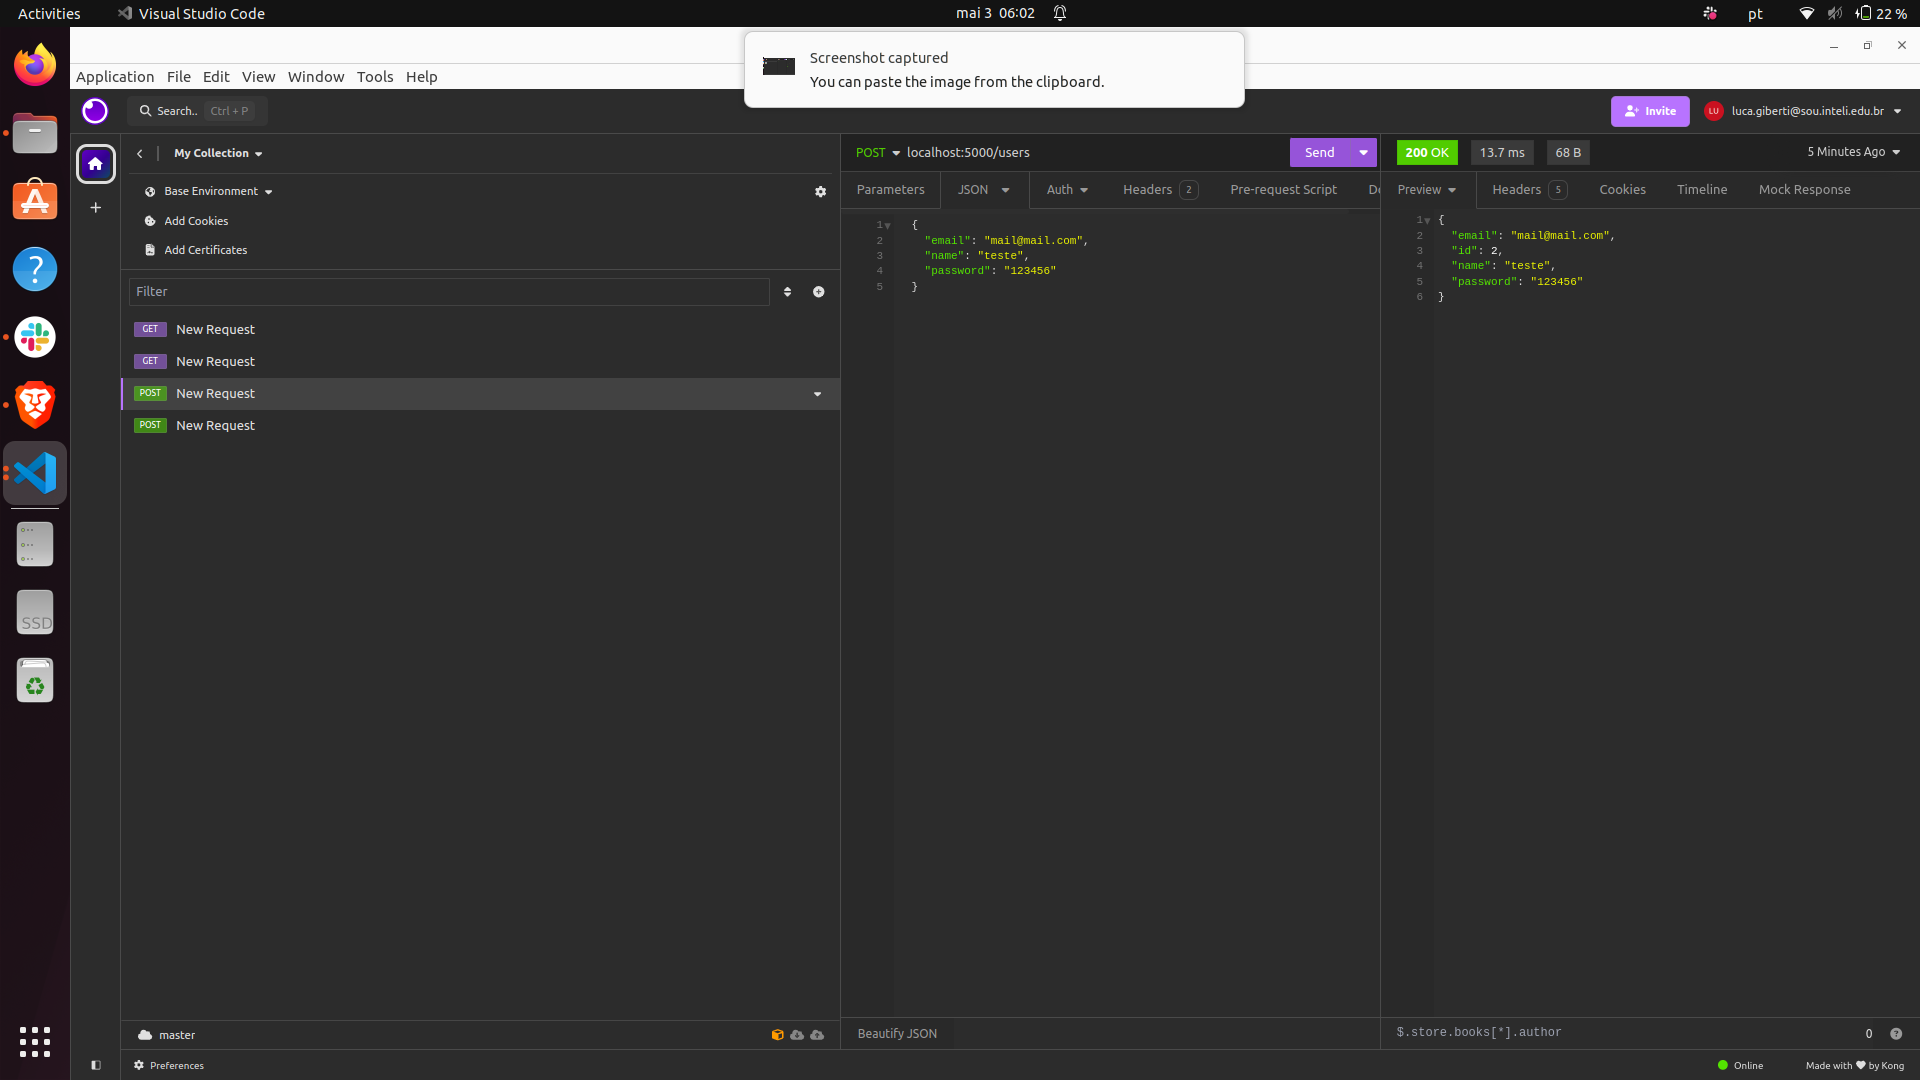 Activities
Visual Studio Code
mai 3 06:02
pt
22 %
Screenshot captured
You can paste the image from the clipboard.
Application File Edit View Window Tools Help
Search.. Ctrl + P
Invite
LU
luca.giberti@sou.inteli.edu.br
My Collection
Base Environment
Add Cookies
Add Certificates
Filter
GET New Request
GET New Request
POST New Request
POST New Request
master
Preferences
POST localhost:5000/users
Send
Parameters JSON Auth Headers 2 Pre-request Script
1 {
2 "email": "mail@mail.com",
3 "name": "teste",
4 "password": "123456"
5 }
Beautify JSON
200 OK 13.7 ms 68 B
5 Minutes Ago
Preview Headers 5 Cookies Timeline Mock Response
1 {
2 "email": "mail@mail.com",
3 "id": 2,
4 "name": "teste",
5 "password": "123456"
6 }
$.store.books[*].author
0
Online
Made with by Kong
SSD